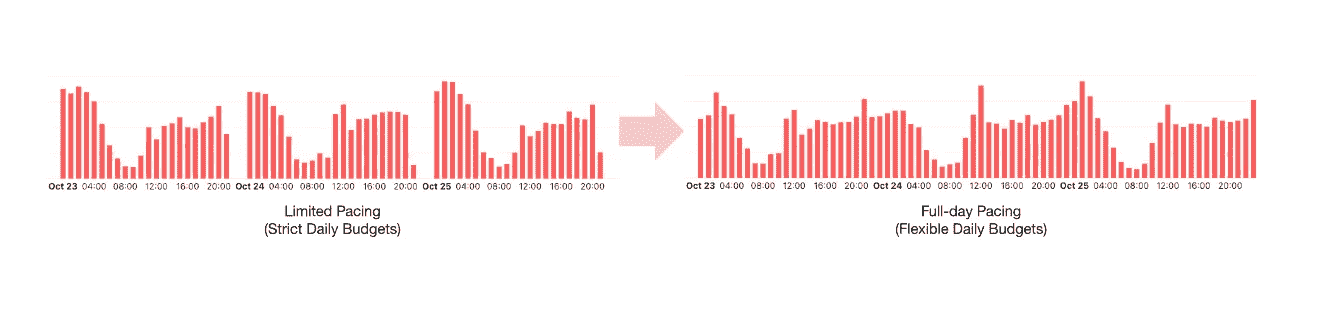 Oct 23 04:00 08:00 12:00 16:00 20:00 Oct 24 04:00 08:00 12:00 16:00 20:00 Oct 25 04:00 08:00 12:00 16:00 20:00
Limited Pacing
(Strict Daily Budgets)
Oct 23 04:00 08:00 12:00 16:00 20:00 Oct 24 04:00 08:00 12:00 16:00 20:00 Oct 25 04:00 08:00 12:00 16:00 20:00
Full-day Pacing
(Flexible Daily Budgets)